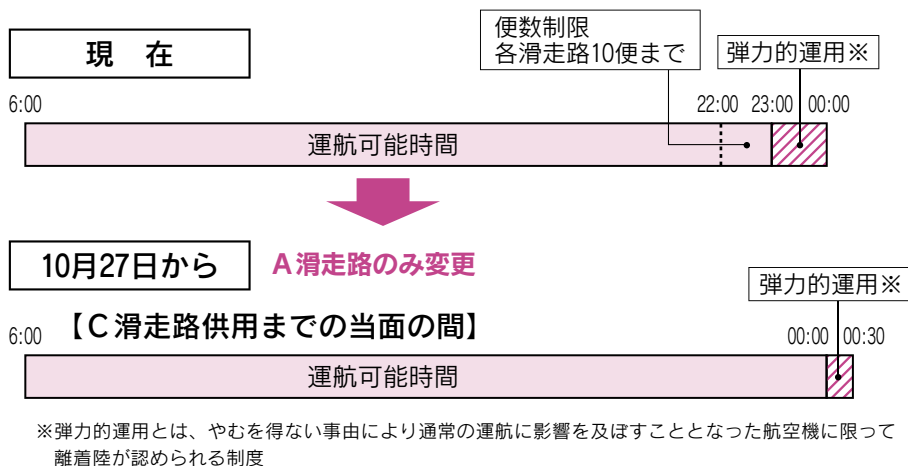 現 在
便数制限
各滑走路10便まで
弾力的運用※
6:00
22:00 23:00 00:00
運航可能時間
10月27日から
A滑走路のみ変更
弾力的運用※
【C滑走路供用までの当面の間】
6:00
00:00 00:30
運航可能時間
※弾力的運用とは、やむを得ない事由により通常の運航に影響を及ぼすこととなった航空機に限って
離着陸が認められる制度